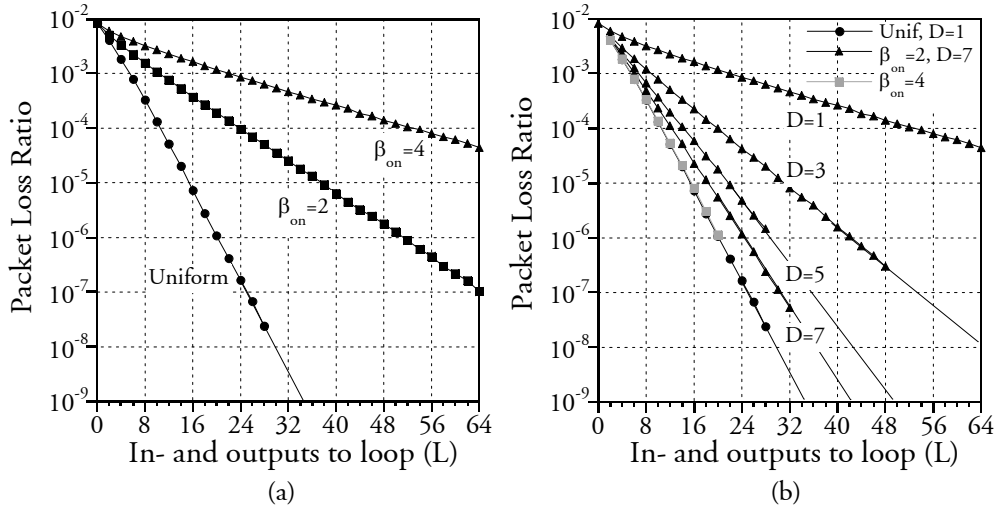 10-2
10-3
10-4
10-5
10-6
10-7
10-8
10-9
Packet Loss Ratio
βon=4
βon=2
Uniform
0 8 16 24 32 40 48 56 64
In- and outputs to loop (L)
(a)
10-2
10-3
10-4
10-5
10-6
10-7
10-8
10-9
Packet Loss Ratio
Unif, D=1
βon=2, D=7
βon=4
D=1
D=3
D=5
D=7
0 8 16 24 32 40 48 56 64
In- and outputs to loop (L)
(b)